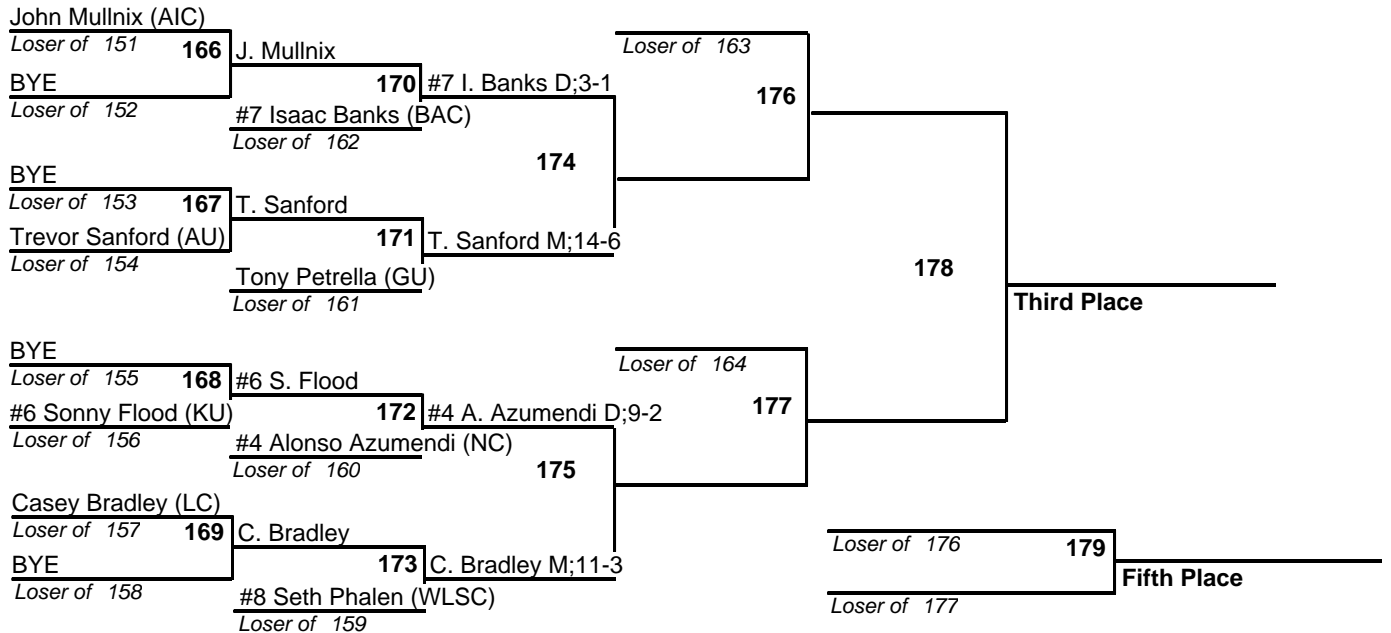 John Mullnix (AIC)
Loser of 151
166
J. Mullnix
BYE
Loser of 152
170
#7 I. Banks D;3-1
#7 Isaac Banks (BAC)
Loser of 162
BYE
Loser of 153
167
T. Sanford
Trevor Sanford (AU)
Loser of 154
171
T. Sanford M;14-6
Tony Petrella (GU)
Loser of 161
174
Loser of 163
176
BYE
Loser of 155
168
#6 S. Flood
#6 Sonny Flood (KU)
Loser of 156
172
#4 A. Azumendi D;9-2
#4 Alonso Azumendi (NC)
Loser of 160
Casey Bradley (LC)
Loser of 157
169
C. Bradley
BYE
Loser of 158
173
C. Bradley M;11-3
#8 Seth Phalen (WLSC)
Loser of 159
175
Loser of 164
177
178
Third Place
Loser of 176
179
Fifth Place
Loser of 177